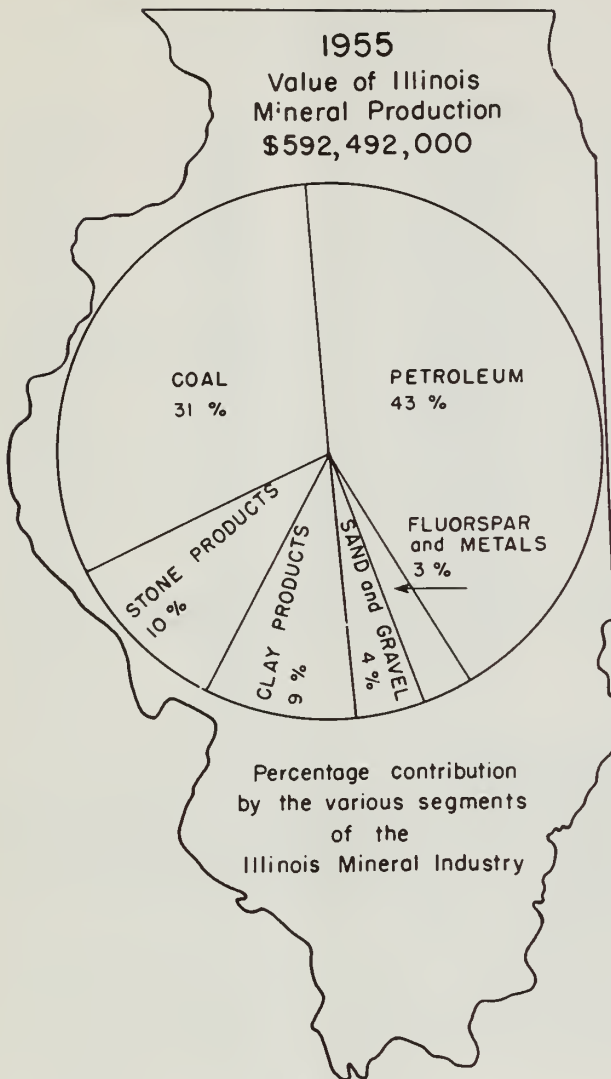 1955
Value of Illinois
Mineral Production
$592,492,000
COAL
31 %
PETROLEUM
43 %
STONE PRODUCTS
10 %
CLAY PRODUCTS
9 %
SAND and GRAVEL
4 %
FLUORSPAR
and METALS
3 %
Percentage contribution
by the various segments
of the
Illinois Mineral Industry